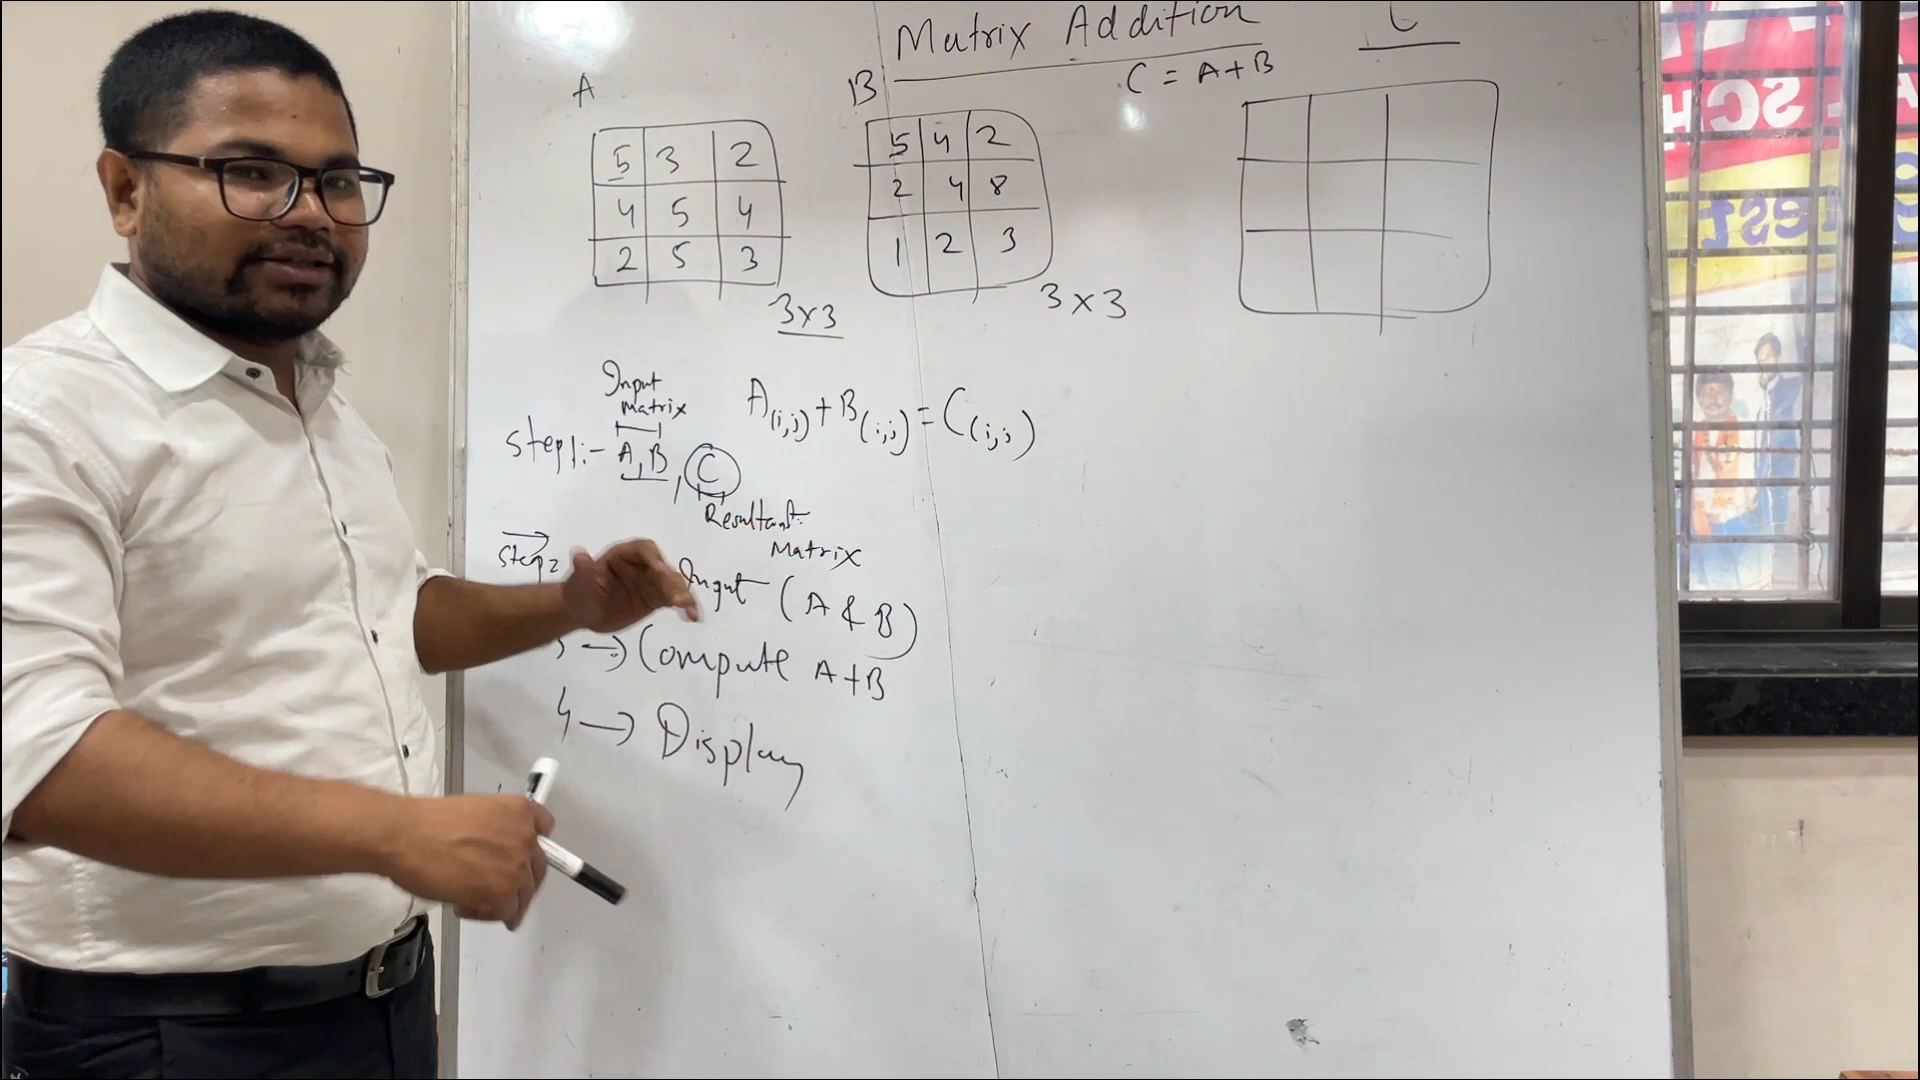 Matrix Addition
C = A+B
C
A
5 3 2
4 5 4
2 5 3
3x3
B
5 4 2
2 4 8
1 2 3
3 x 3
Input
Matrix
A(i,j) + B(i,j) = C(i,j)
Step1:- A,B, C
Resultant
Matrix
Step2
Input (A & B)
→ Compute A+B
4 → Display